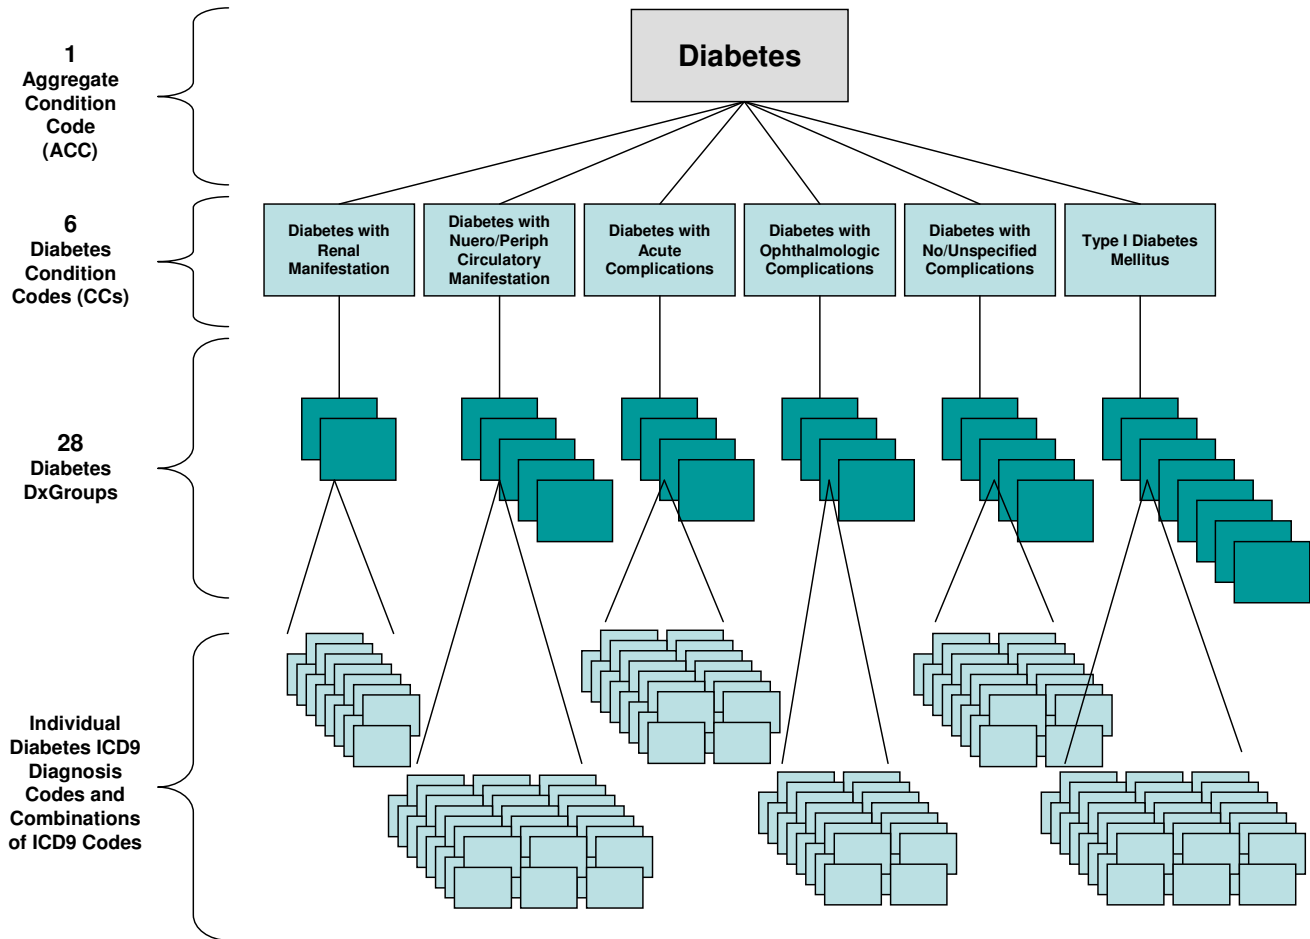 1
Aggregate
Condition
Code
(ACC)
Diabetes
6
Diabetes
Condition
Codes (CCs)
Diabetes with
Renal
Manifestation
Diabetes with
Nuero/Periph
Circulatory
Manifestation
Diabetes with
Acute
Complications
Diabetes with
Ophthalmologic
Complications
Diabetes with
No/Unspecified
Complications
Type I Diabetes
Mellitus
28
Diabetes
DxGroups
Individual
Diabetes ICD9
Diagnosis
Codes and
Combinations
of ICD9 Codes